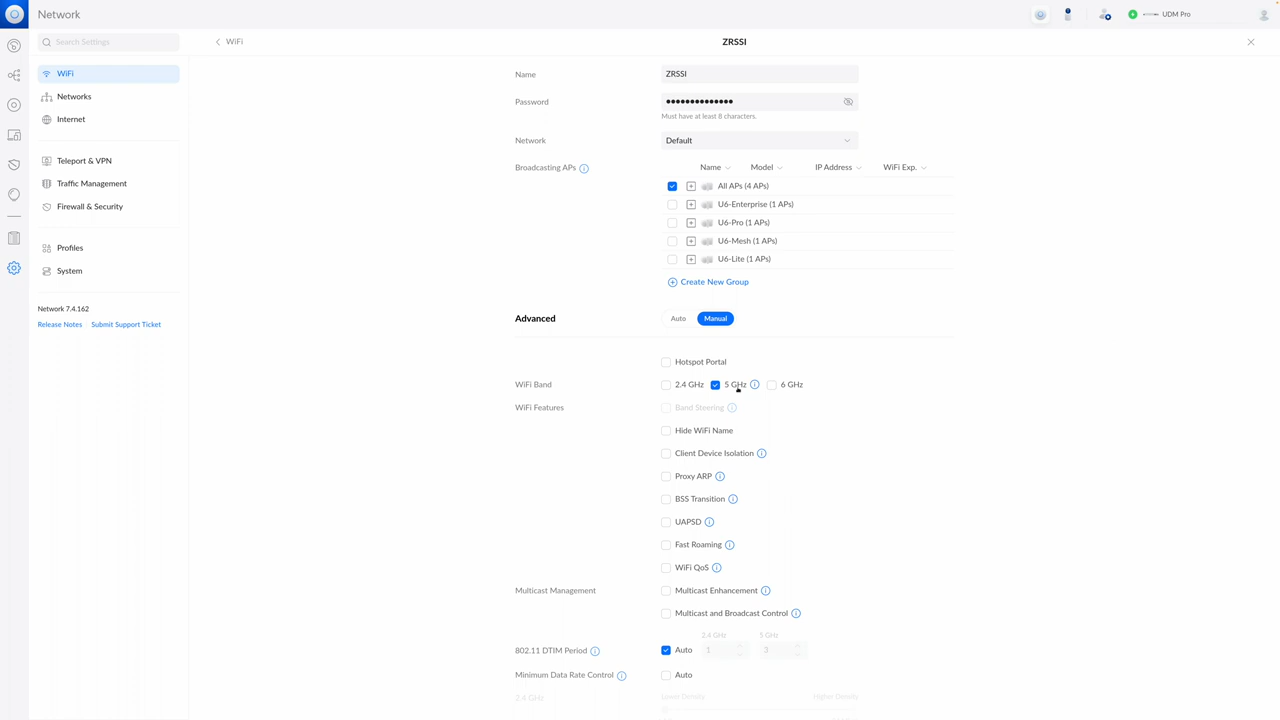 Network
UDM Pro
Search Settings
WiFi
ZRSSI
WiFi
Networks
Internet
Teleport & VPN
Traffic Management
Firewall & Security
Profiles
System
Network 7.4.162
Release Notes Submit Support Ticket
Name ZRSSI
Password ••••••••••••••
Must have at least 8 characters.
Network Default
Broadcasting APs Name Model IP Address WiFi Exp.
All APs (4 APs)
U6-Enterprise (1 APs)
U6-Pro (1 APs)
U6-Mesh (1 APs)
U6-Lite (1 APs)
Create New Group
Advanced Auto Manual
Hotspot Portal
WiFi Band 2.4 GHz 5 GHz 6 GHz
WiFi Features Band Steering
Hide WiFi Name
Client Device Isolation
Proxy ARP
BSS Transition
UAPSD
Fast Roaming
WiFi QoS
Multicast Management Multicast Enhancement
Multicast and Broadcast Control
2.4 GHz 5 GHz
802.11 DTIM Period Auto 1 3
Minimum Data Rate Control Auto
2.4 GHz Lower Density Higher Density